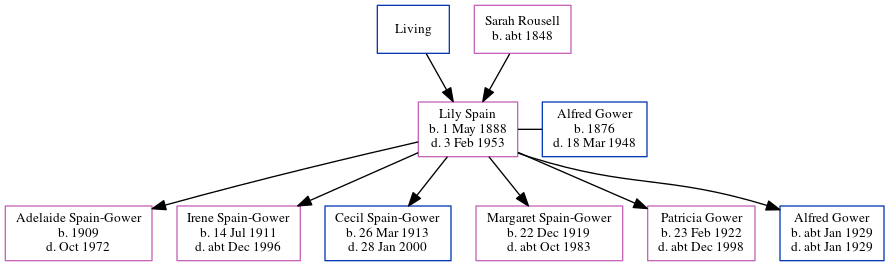 Living
Sarah Rousell
b. abt 1848
Lily Spain
b. 1 May 1888
d. 3 Feb 1953
Alfred Gower
b. 1876
d. 18 Mar 1948
Adelaide Spain-Gower
b. 1909
d. Oct 1972
Irene Spain-Gower
b. 14 Jul 1911
d. abt Dec 1996
Cecil Spain-Gower
b. 26 Mar 1913
d. 28 Jan 2000
Margaret Spain-Gower
b. 22 Dec 1919
d. abt Oct 1983
Patricia Gower
b. 23 Feb 1922
d. abt Dec 1998
Alfred Gower
b. abt Jan 1929
d. abt Jan 1929